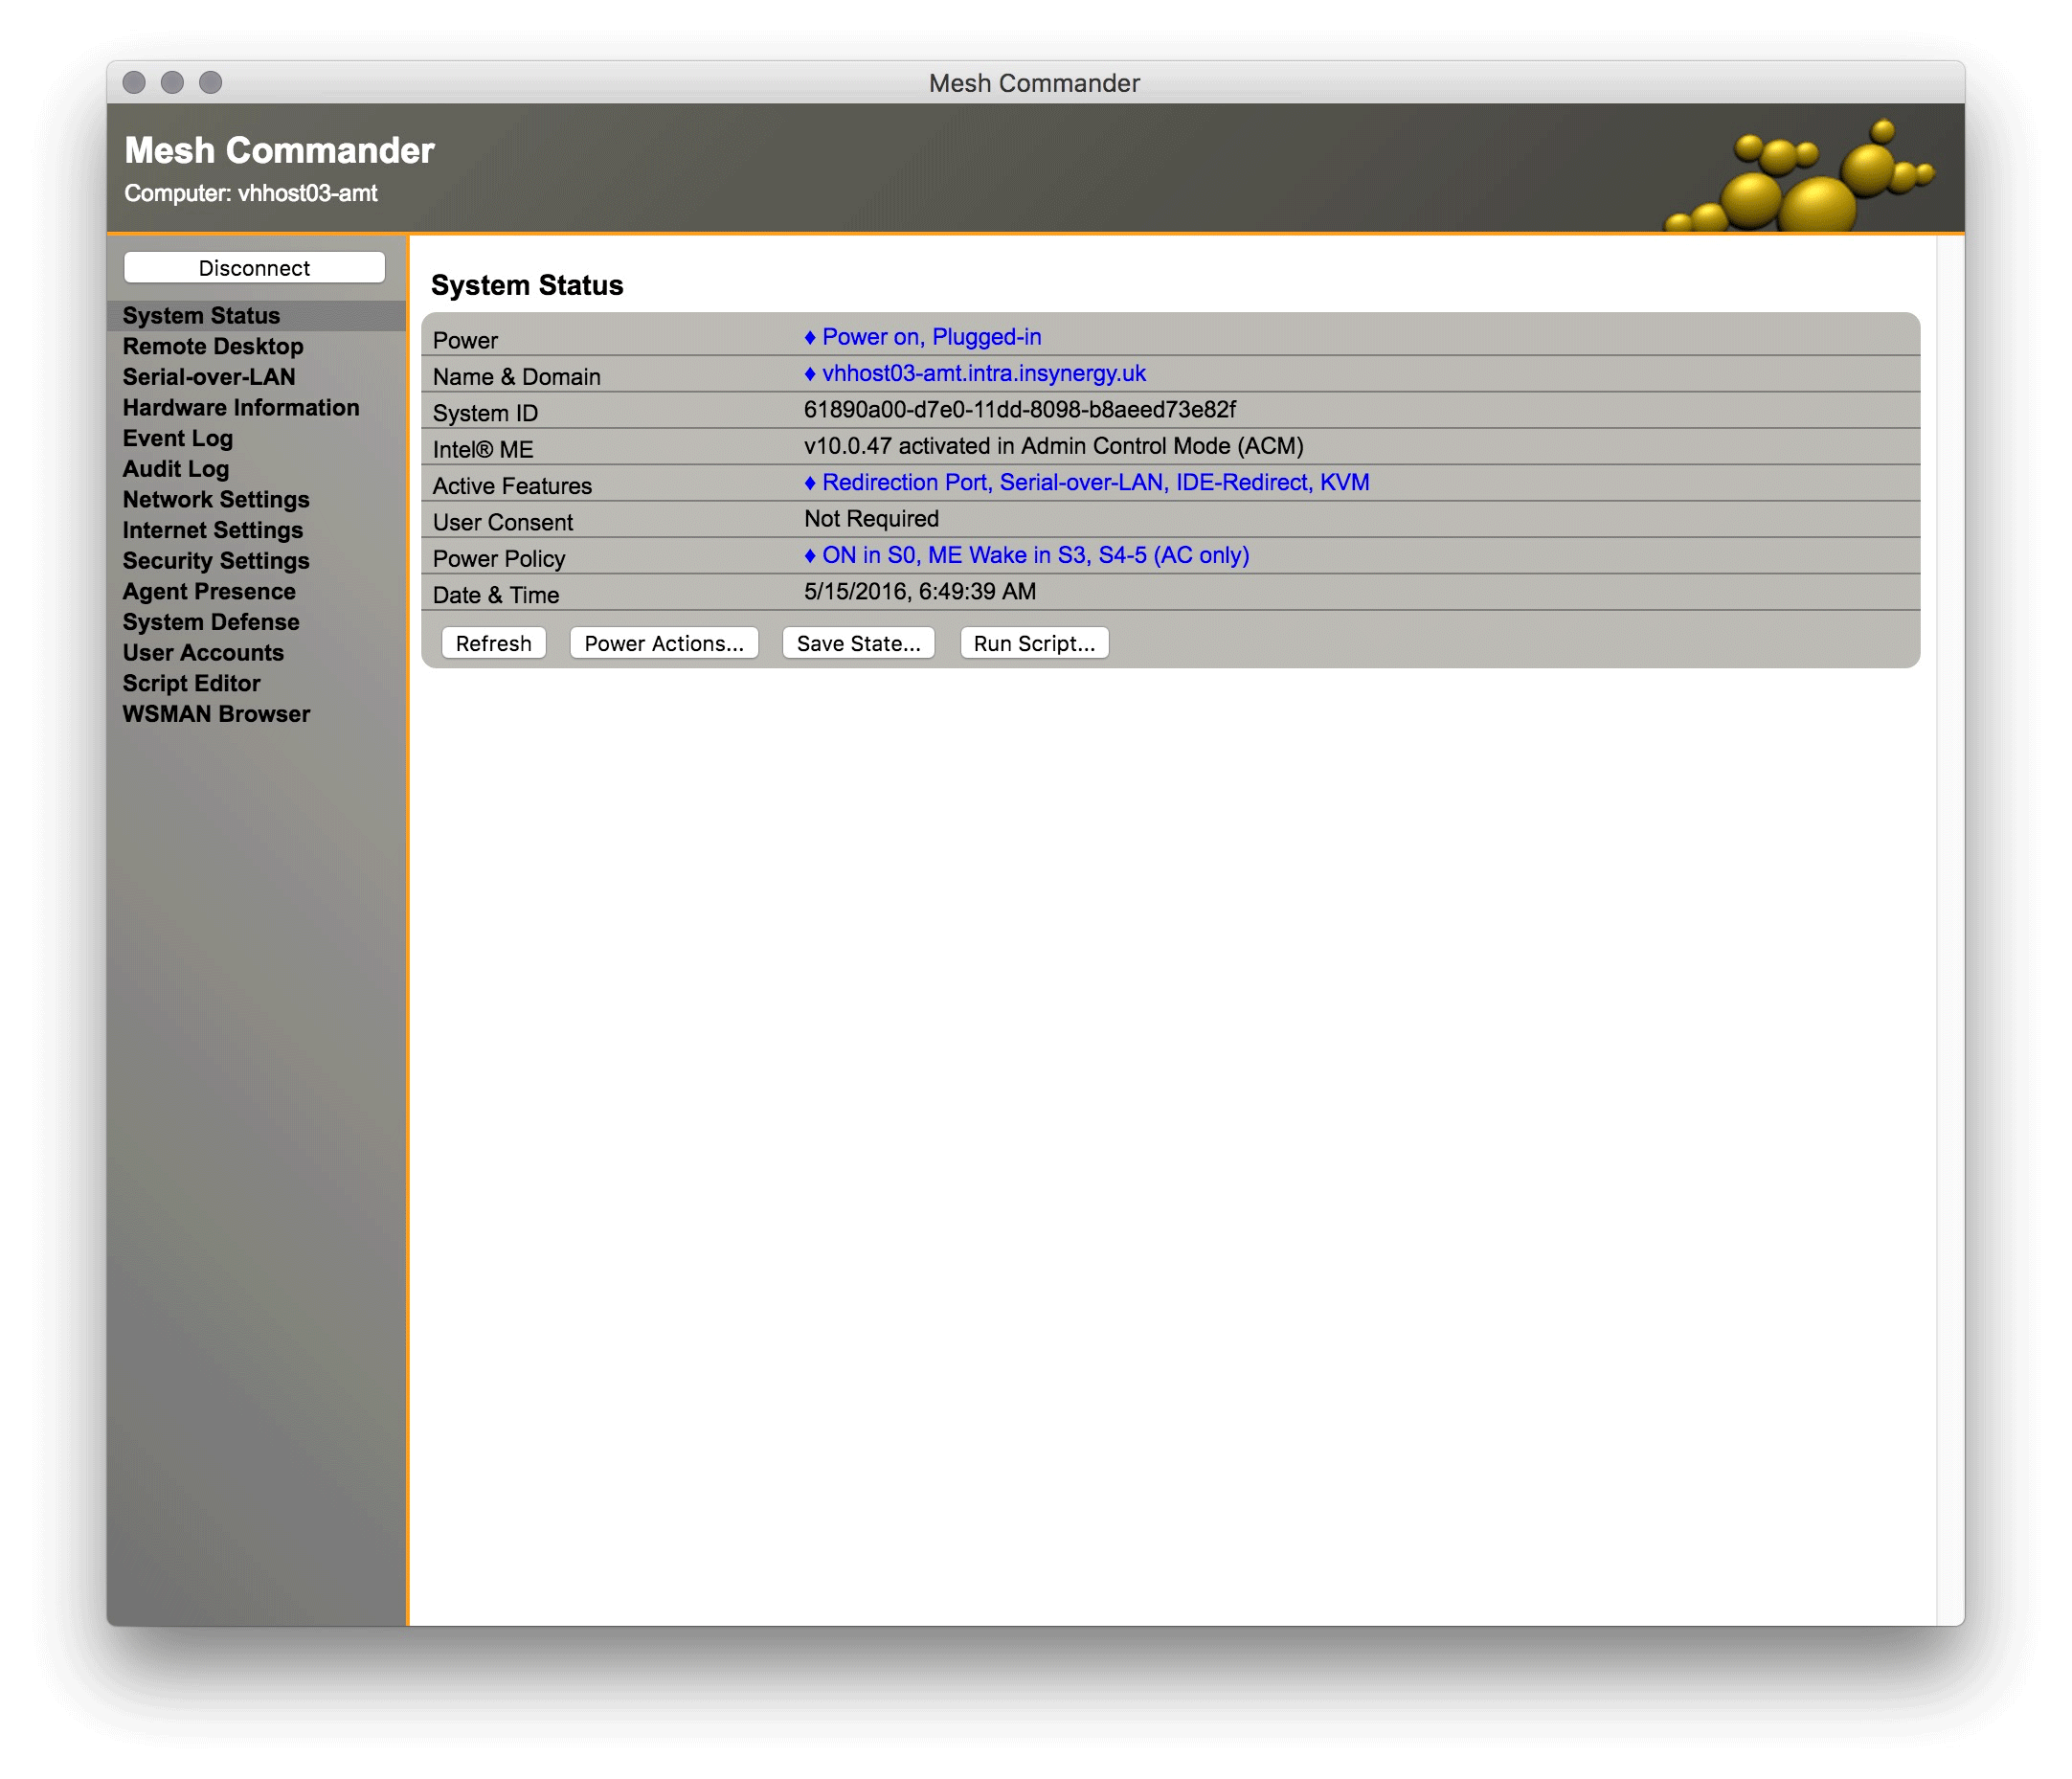 Mesh Commander
Mesh Commander
Computer: vhhost03-amt
Disconnect
System Status
Remote Desktop
Serial-over-LAN
Hardware Information
Event Log
Audit Log
Network Settings
Internet Settings
Security Settings
Agent Presence
System Defense
User Accounts
Script Editor
WSMAN Browser
System Status
Power ♦ Power on, Plugged-in
Name & Domain ♦ vhhost03-amt.intra.insynergy.uk
System ID 61890a00-d7e0-11dd-8098-b8aeed73e82f
Intel® ME v10.0.47 activated in Admin Control Mode (ACM)
Active Features ♦ Redirection Port, Serial-over-LAN, IDE-Redirect, KVM
User Consent Not Required
Power Policy ♦ ON in S0, ME Wake in S3, S4-5 (AC only)
Date & Time 5/15/2016, 6:49:39 AM
Refresh Power Actions... Save State... Run Script...